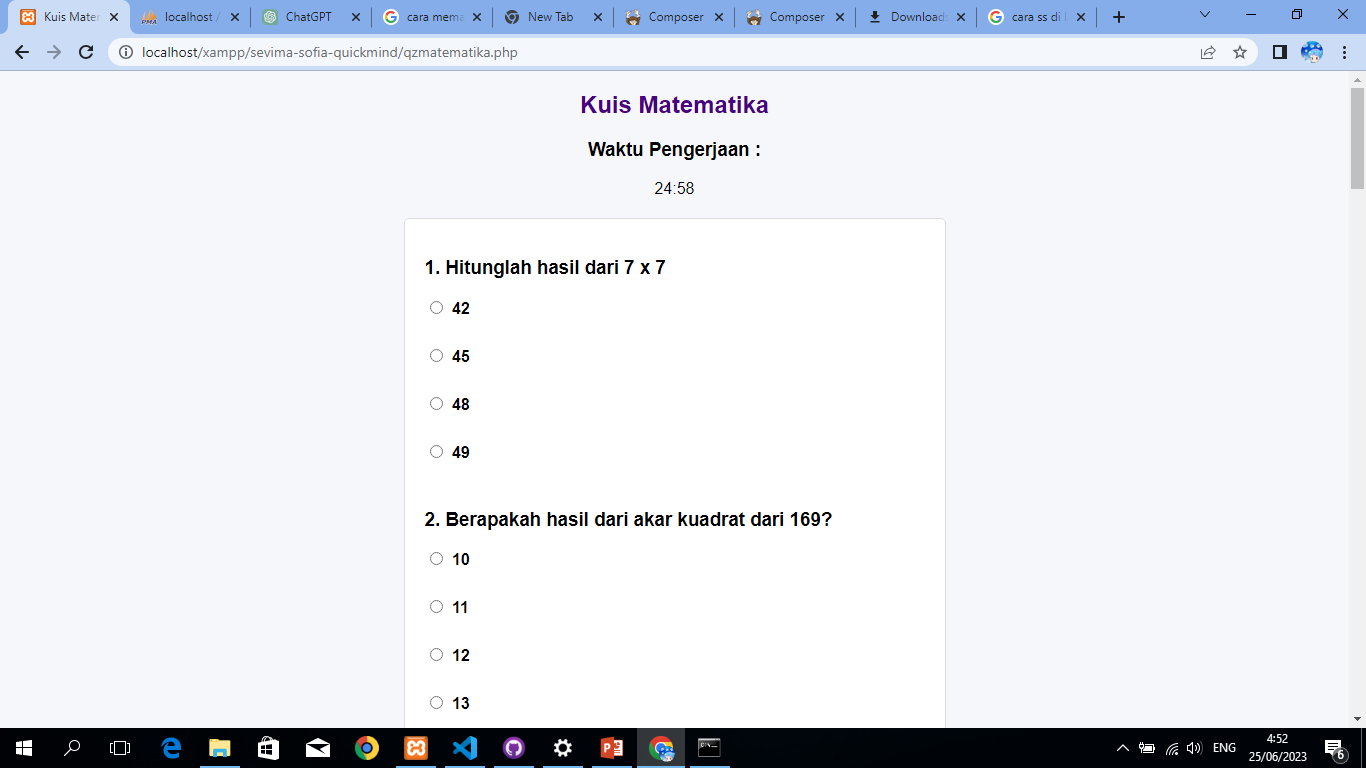 Kuis Mater
localhost /
ChatGPT
cara mema
New Tab
Composer
Composer
Download
cara ss di
localhost/xampp/sevima-sofia-quickmind/qzmatematika.php
Kuis Matematika
Waktu Pengerjaan :
24:58
1. Hitunglah hasil dari 7 x 7
42
45
48
49
2. Berapakah hasil dari akar kuadrat dari 169?
10
11
12
13
ENG
4:52
25/06/2023
6